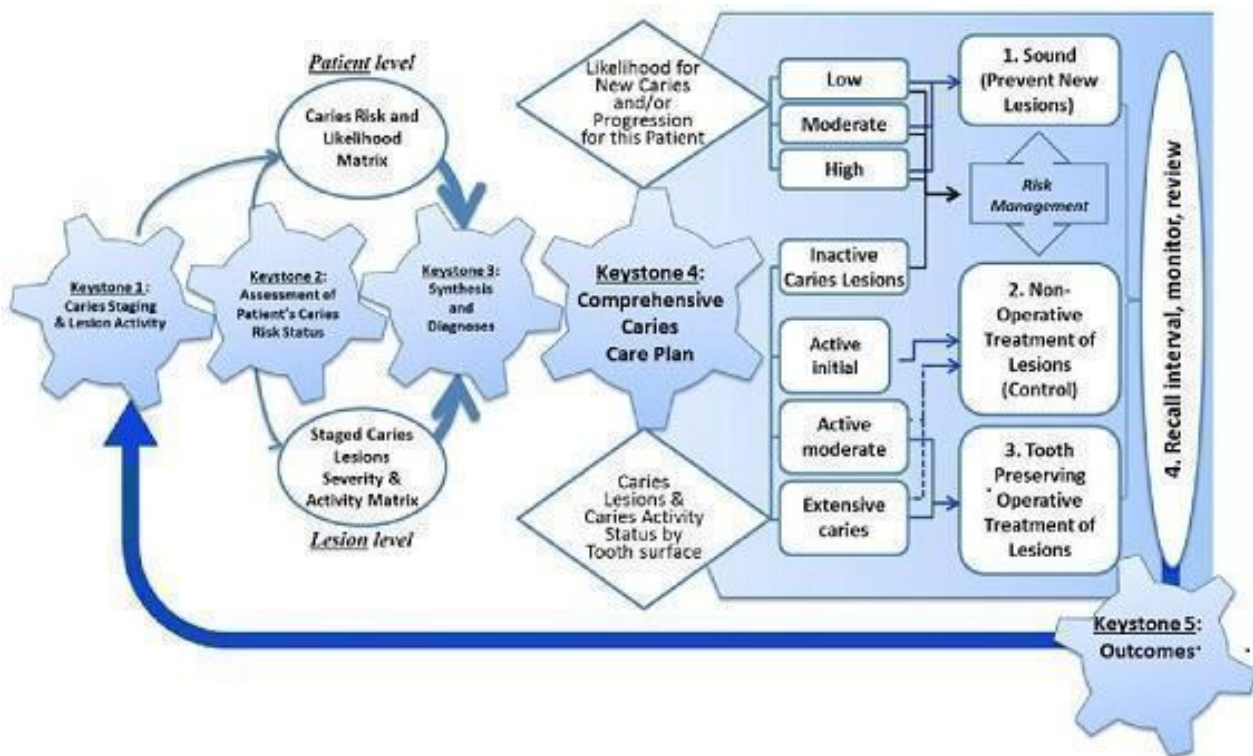 Patient level
Caries Risk and
Likelihood
Matrix
Keystone 1:
Caries Staging
& Lesion Activity
Keystone 2:
Assessment of
Patient's Caries
Risk Status
Keystone 3:
Synthesis
and
Diagnoses
Staged Caries
Lesions
Severity &
Activity Matrix
Lesion level
Likelihood for
New Caries
and/or
Progression
for this Patient
Keystone 4:
Comprehensive
Caries
Care Plan
Caries
Lesions &
Caries Activity
Status by
Tooth surface
Low
Moderate
High
Inactive
Caries Lesions
Active
initial
Active
moderate
Extensive
caries
1. Sound
(Prevent New
Lesions)
Risk
Management
2. Non-
Operative
Treatment of
Lesions
(Control)
3. Tooth
Preserving
Operative
Treatment of
Lesions
4. Recall interval, monitor, review
Keystone 5:
Outcomes